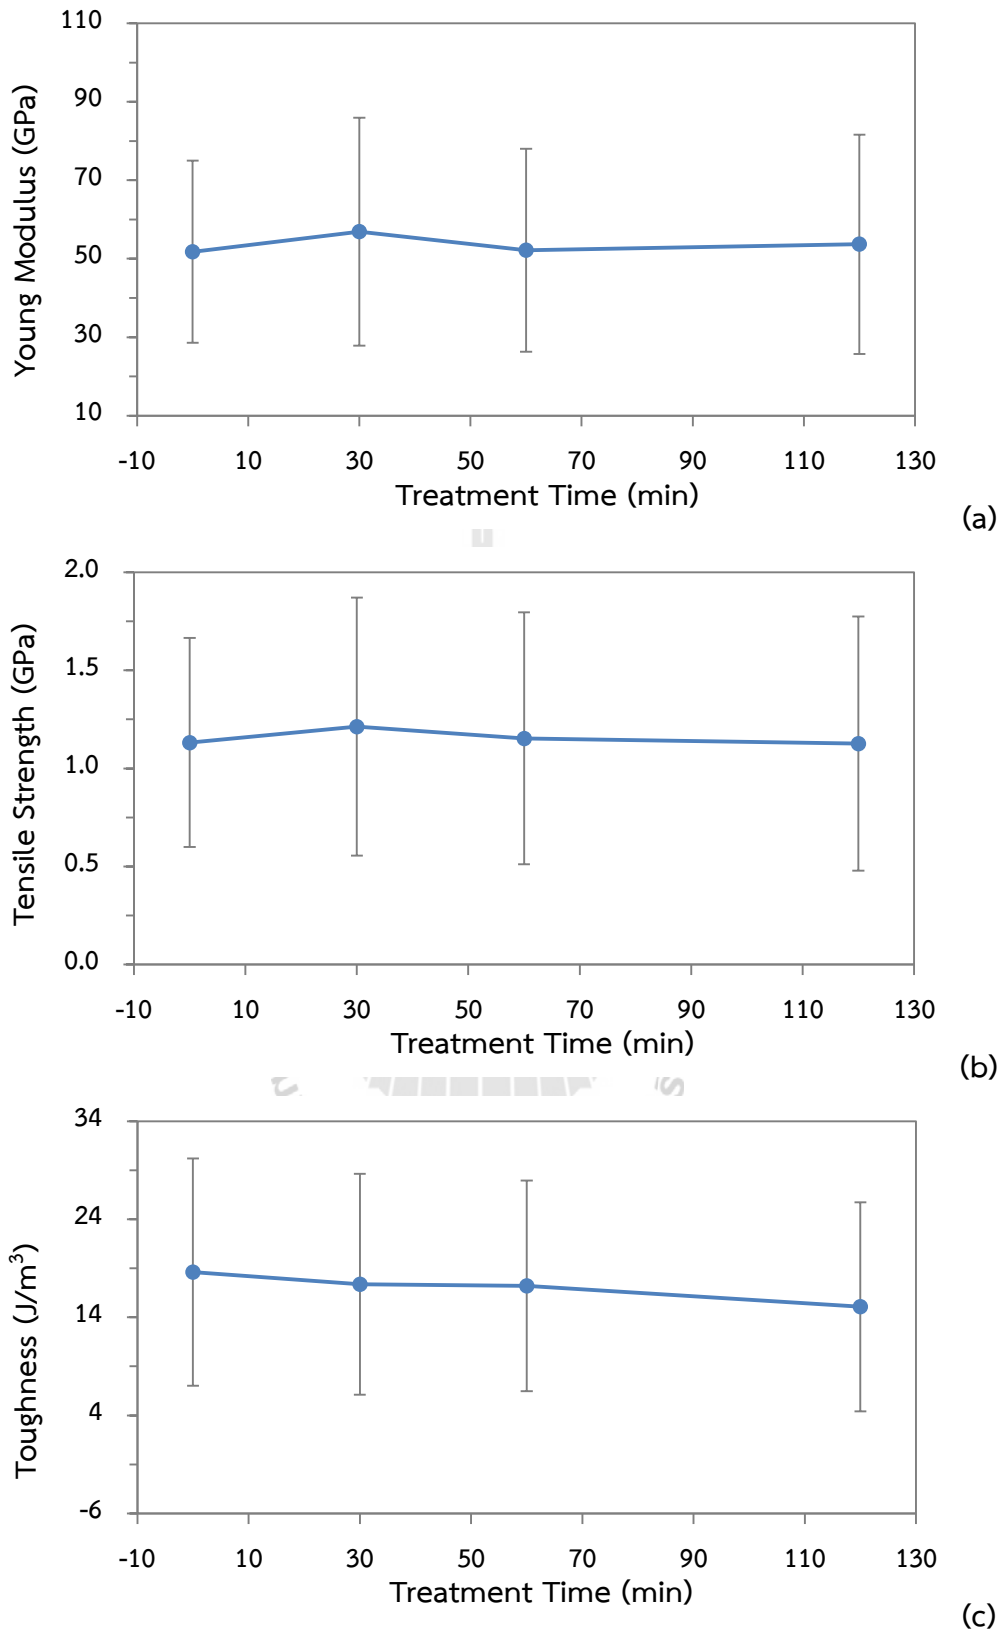 110
90
70
50
30
10
Young Modulus (GPa)
-10 10 30 50 70 90 110 130
Treatment Time (min)
(a)
2.0
1.5
1.0
0.5
0.0
Tensile Strength (GPa)
-10 10 30 50 70 90 110 130
Treatment Time (min)
(b)
34
24
14
4
-6
Toughness (J/m³)
-10 10 30 50 70 90 110 130
Treatment Time (min)
(c)